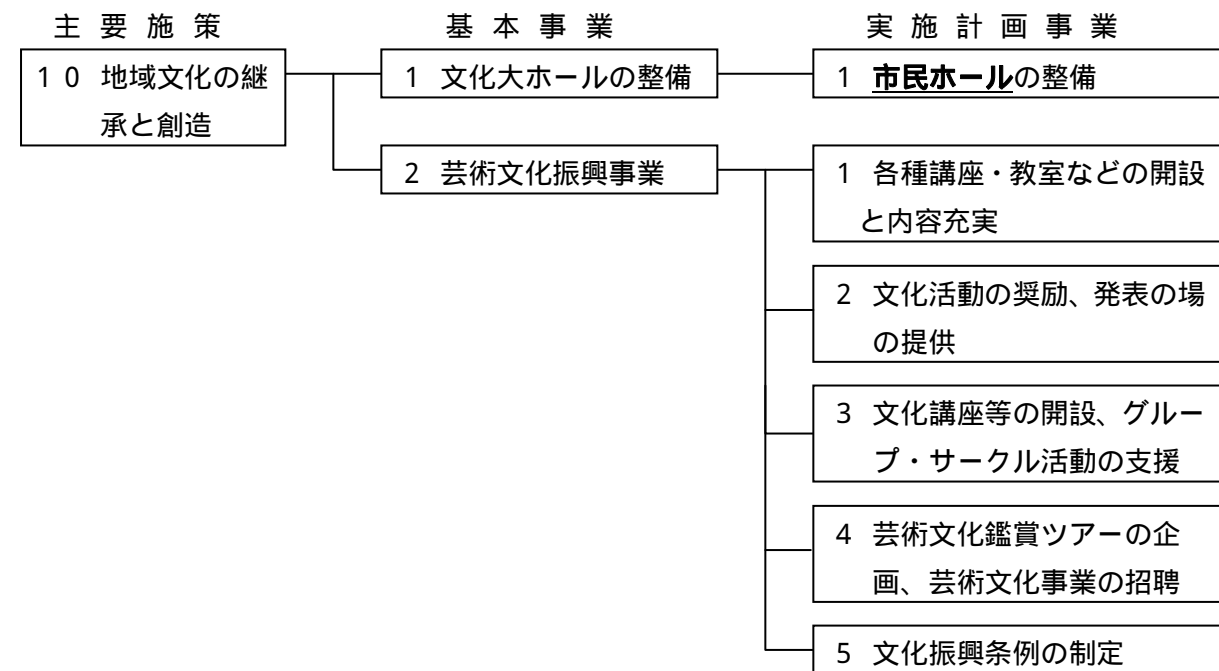 主要施策 基本事業 実施計画事業
10 地域文化の継
承と創造
1 文化大ホールの整備
1 市民ホールの整備
2 芸術文化振興事業
1 各種講座・教室などの開設
と内容充実
2 文化活動の奨励、発表の場
の提供
3 文化講座等の開設、グルー
プ・サークル活動の支援
4 芸術文化鑑賞ツアーの企
画、芸術文化事業の招聘
5 文化振興条例の制定